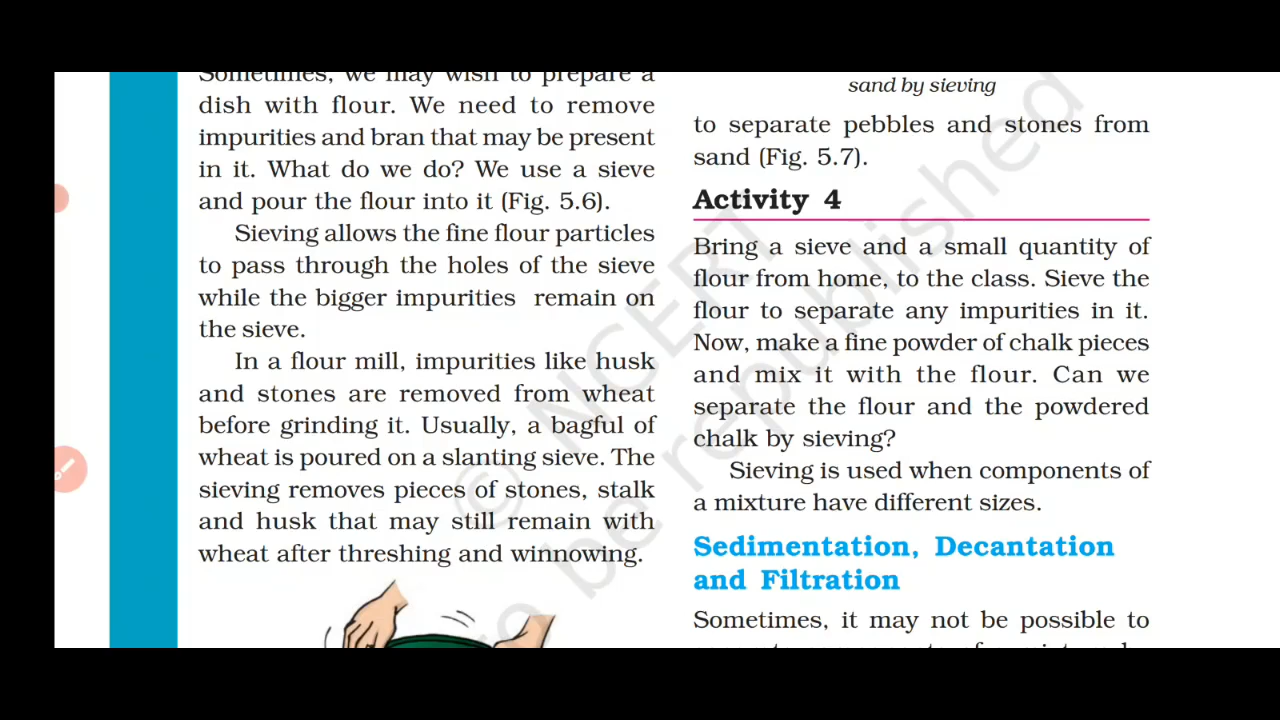 Sometimes, we may wish to prepare a
dish with flour. We need to remove
impurities and bran that may be present
in it. What do we do? We use a sieve
and pour the flour into it (Fig. 5.6).
Sieving allows the fine flour particles
to pass through the holes of the sieve
while the bigger impurities remain on
the sieve.
In a flour mill, impurities like husk
and stones are removed from wheat
before grinding it. Usually, a bagful of
wheat is poured on a slanting sieve. The
sieving removes pieces of stones, stalk
and husk that may still remain with
wheat after threshing and winnowing.
sand by sieving
to separate pebbles and stones from
sand (Fig. 5.7).
Activity 4
Bring a sieve and a small quantity of
flour from home, to the class. Sieve the
flour to separate any impurities in it.
Now, make a fine powder of chalk pieces
and mix it with the flour. Can we
separate the flour and the powdered
chalk by sieving?
Sieving is used when components of
a mixture have different sizes.
Sedimentation, Decantation
and Filtration
Sometimes, it may not be possible to
© NCERT
to be republished